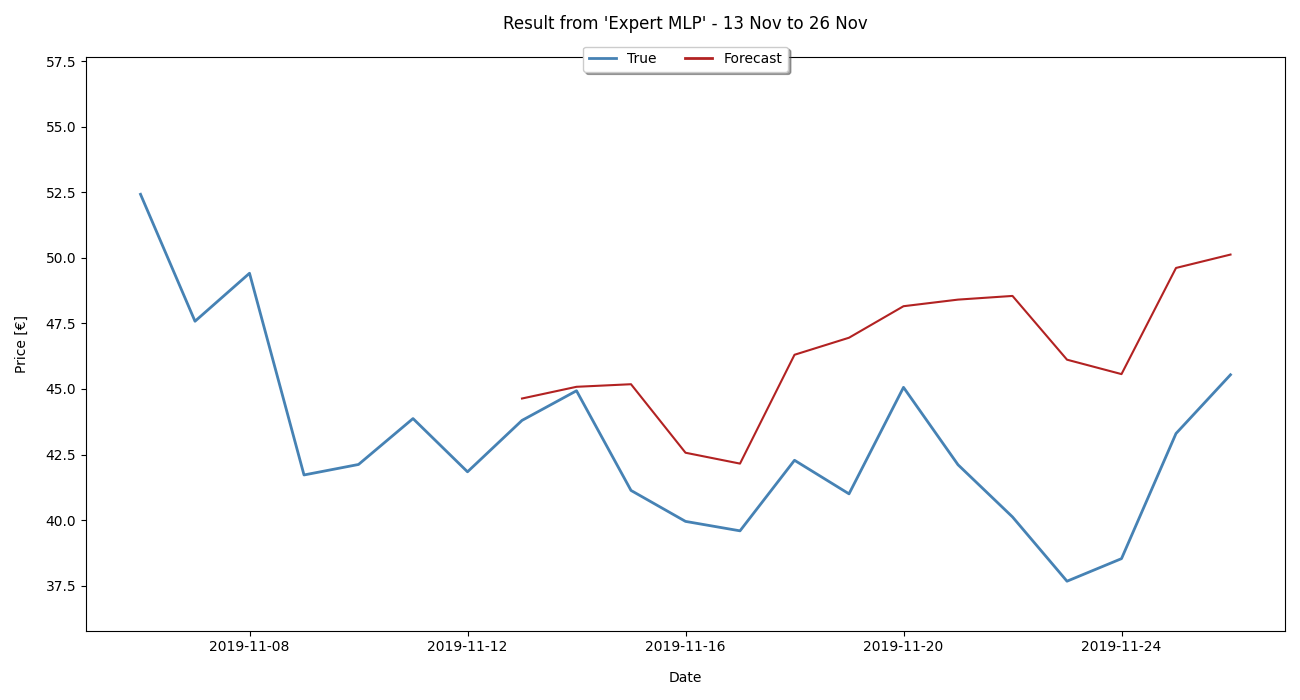 Result from 'Expert MLP' - 13 Nov to 26 Nov
True Forecast
57.5
55.0
52.5
50.0
47.5
45.0
42.5
40.0
37.5
Price [€]
2019-11-08 2019-11-12 2019-11-16 2019-11-20 2019-11-24
Date